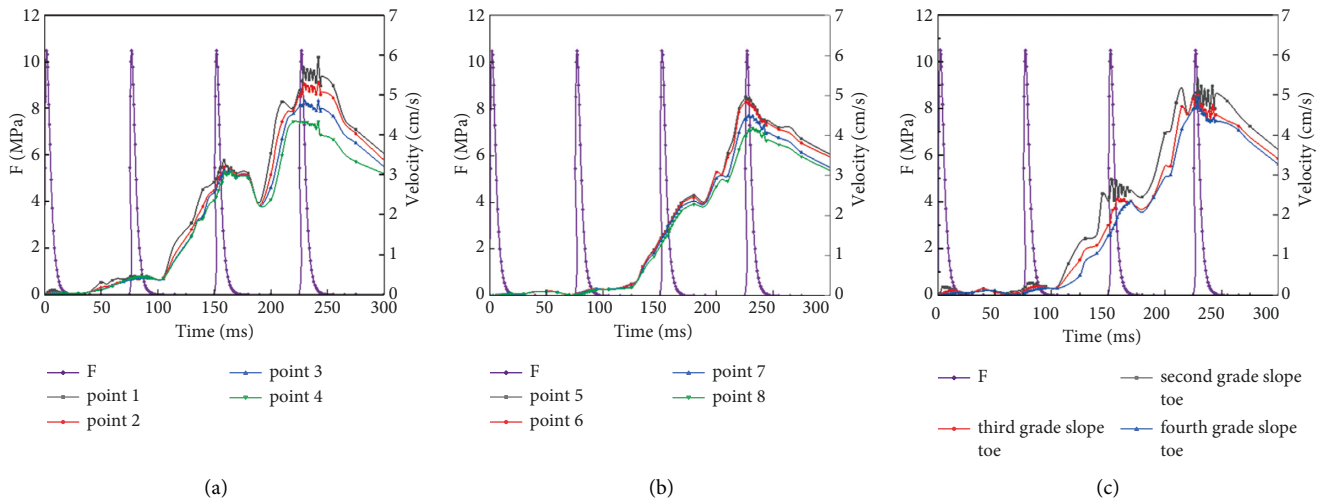 12
10
8
6
4
2
0
F (MPa)
7
6
5
4
3
2
1
0
Velocity (cm/s)
0 50 100 150 200 250 300
Time (ms)
F
point 1
point 2
point 3
point 4
(a)
12
10
8
6
4
2
0
F (MPa)
7
6
5
4
3
2
1
0
Velocity (cm/s)
0 50 100 150 200 250 300
Time (ms)
F
point 5
point 6
point 7
point 8
(b)
12
10
8
6
4
2
0
F (MPa)
7
6
5
4
3
2
1
0
Velocity (cm/s)
0 50 100 150 200 250 300
Time (ms)
F
third grade slope
toe
second grade slope
toe
fourth grade slope
toe
(c)